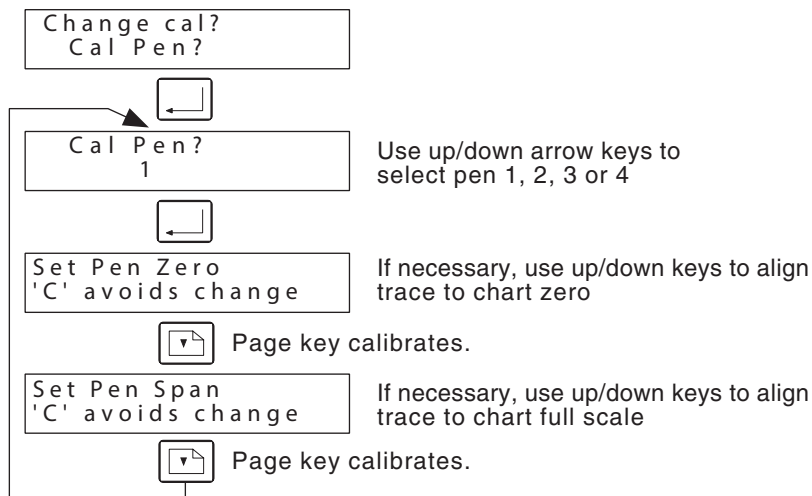 Change cal?
Cal Pen?
Cal Pen?
1
Use up/down arrow keys to
select pen 1, 2, 3 or 4
Set Pen Zero
'C' avoids change
If necessary, use up/down keys to align
trace to chart zero
Page key calibrates.
Set Pen Span
'C' avoids change
If necessary, use up/down keys to align
trace to chart full scale
Page key calibrates.